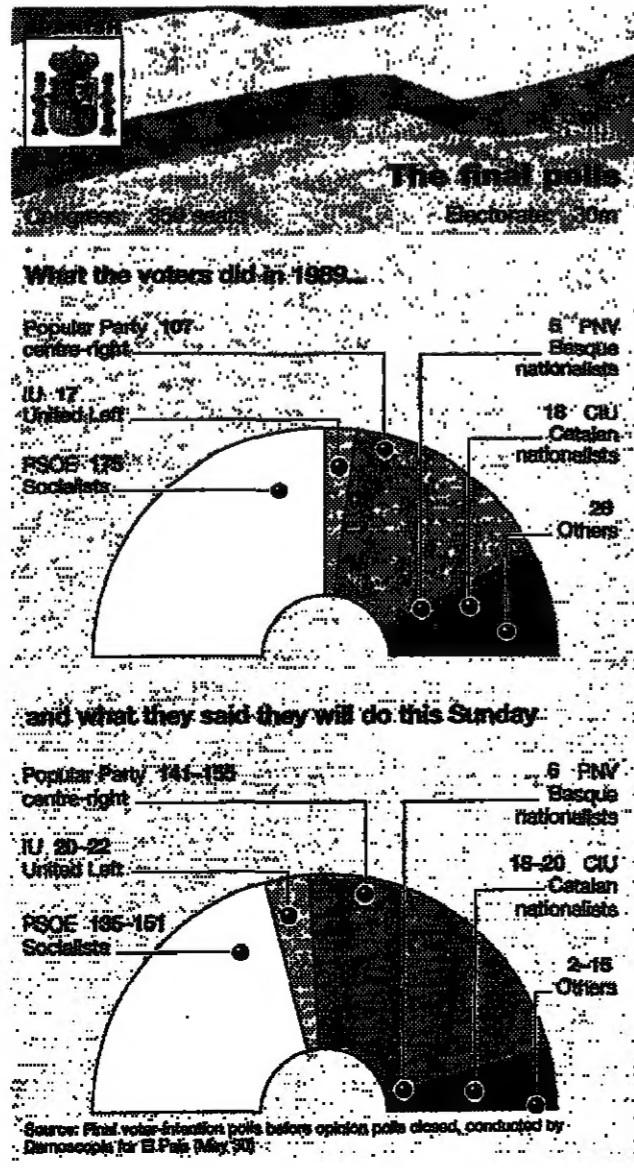 The final polls
Congress: 350 seats
Electorate: 30m
What the voters did in 1989...
Popular Party 107
centre-right
IU 17
United Left
PSOE 175
Socialists
5 PNV
Basque
nationalists
18 CIU
Catalan
nationalists
Others
and what they said they will do this Sunday
Popular Party 141–155
centre-right
IU 20–22
United Left
PSOE 135–151
Socialists
6 PNV
Basque
nationalists
18–20 CIU
Catalan
nationalists
2–15
Others
Source: Final voter-intention polls before opinion polls closed, conducted by
Demoscopia for El Pais (May 30)